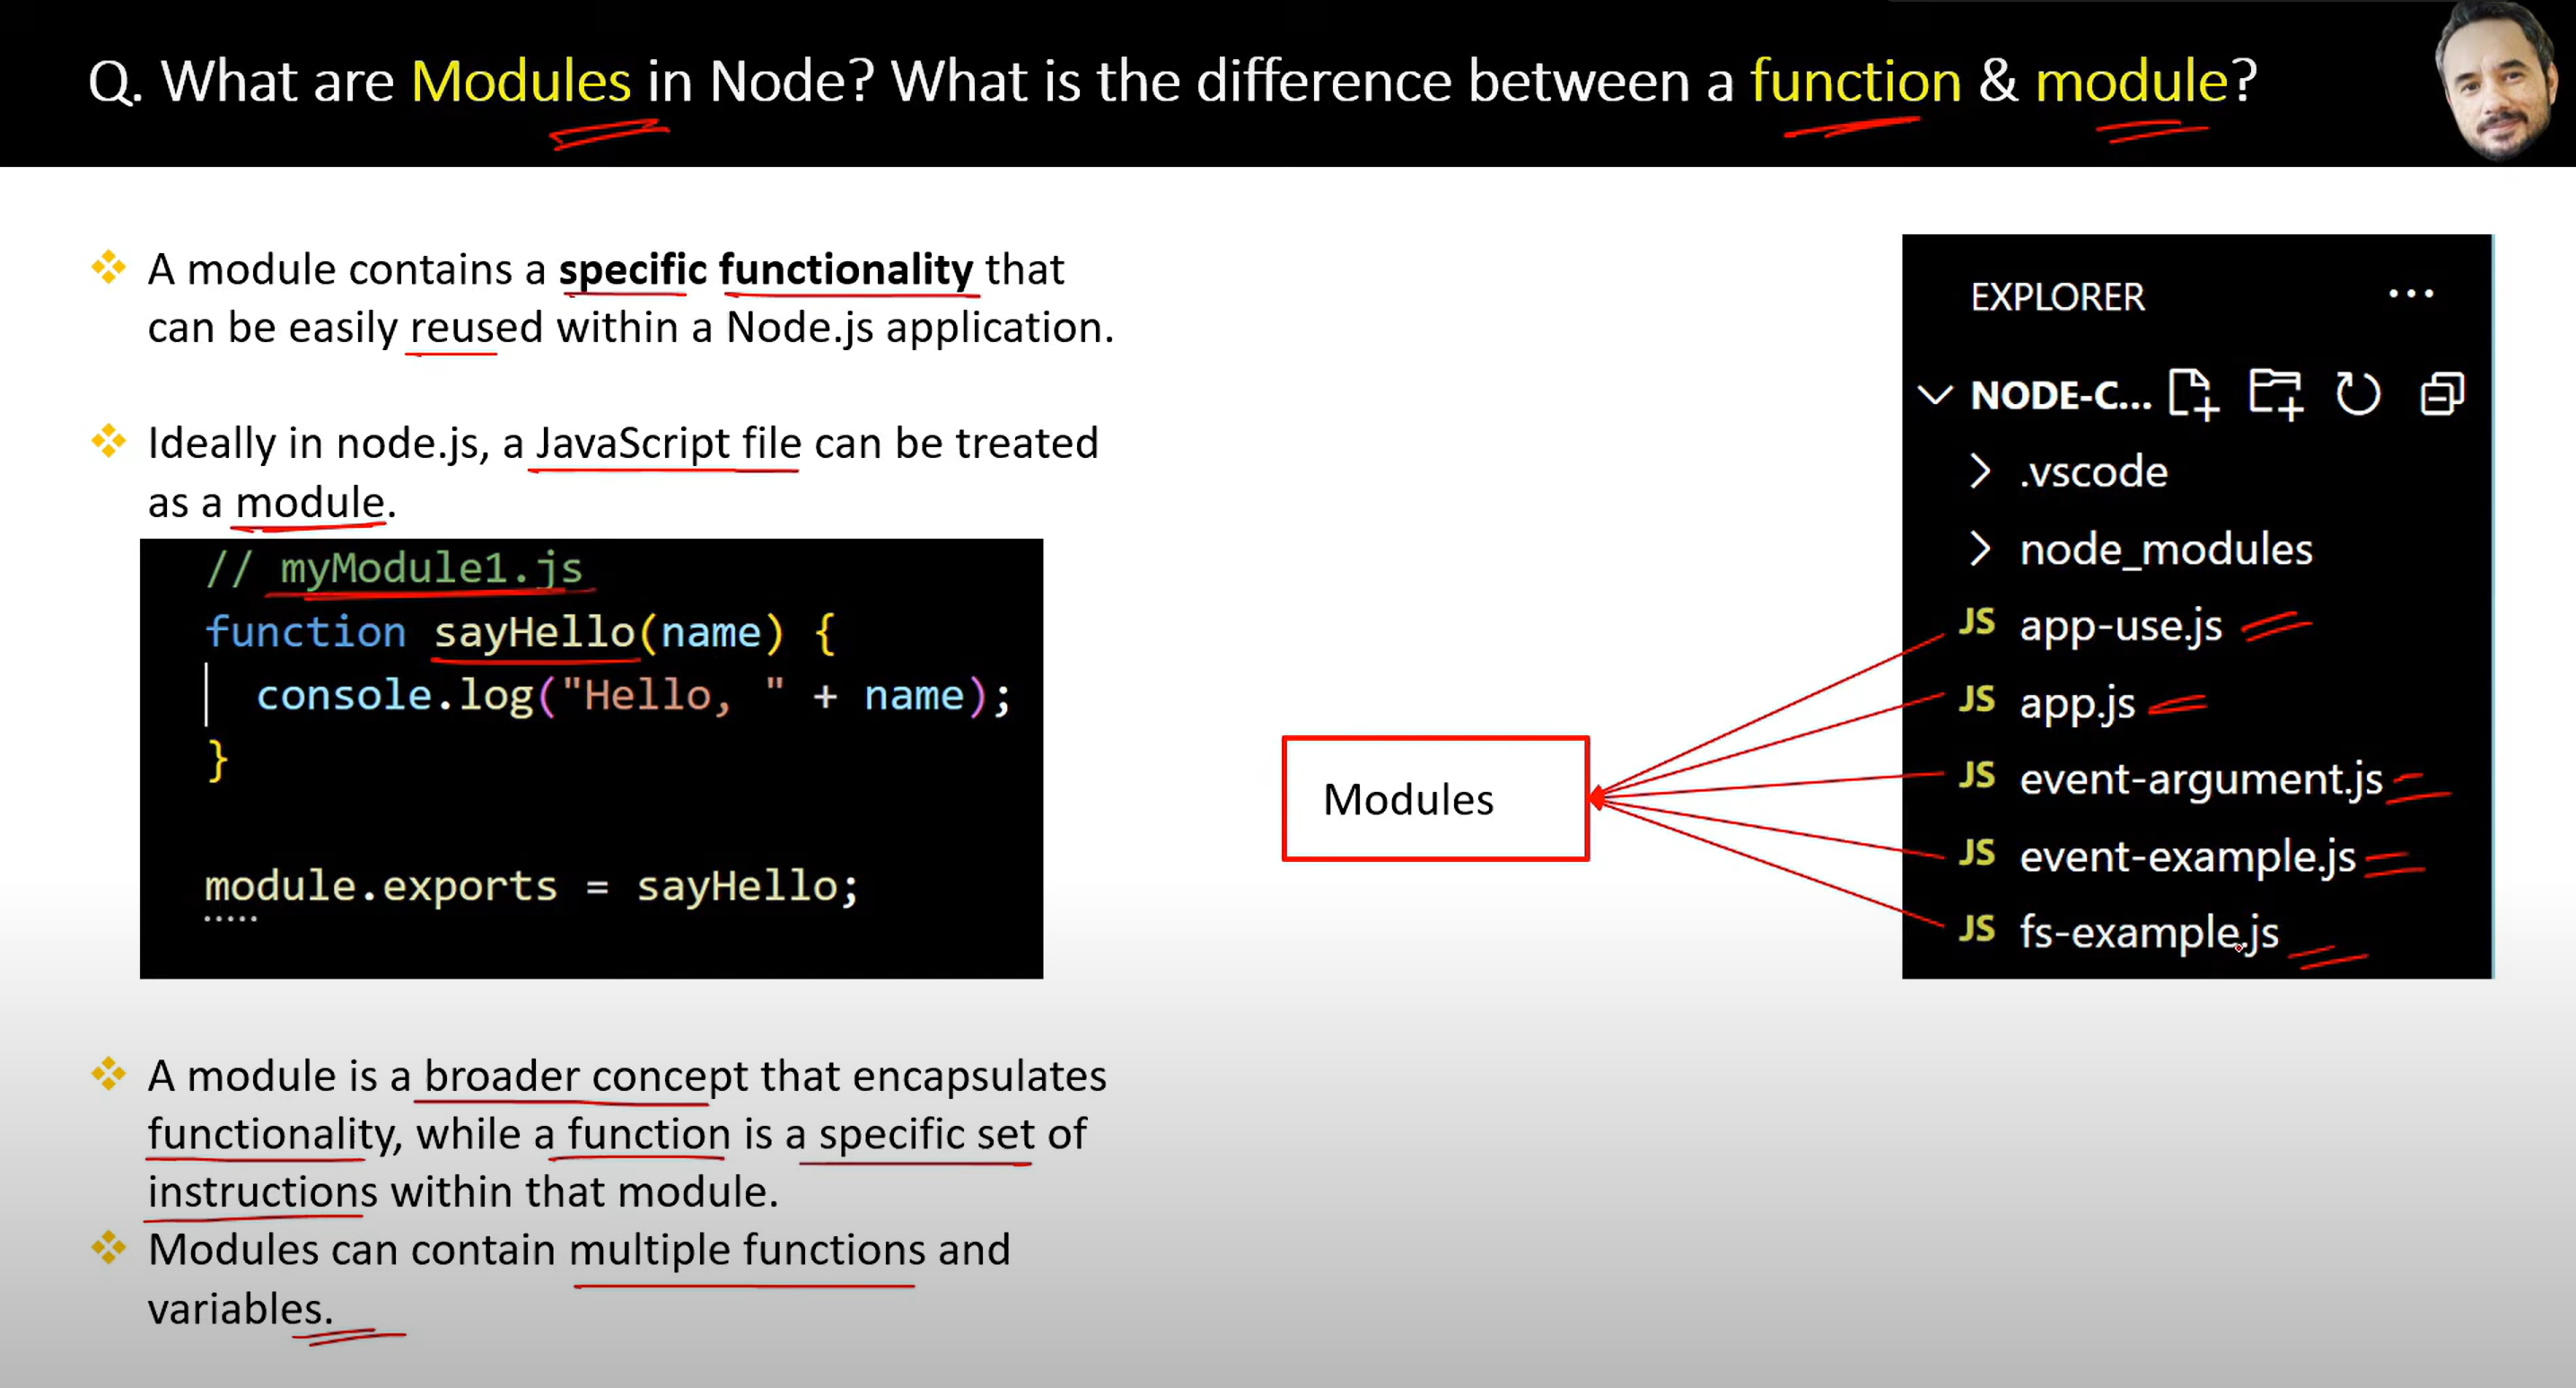 Q. What are Modules in Node? What is the difference between a function & module?
A module contains a specific functionality that
can be easily reused within a Node.js application.
Ideally in node.js, a JavaScript file can be treated
as a module.
// myModule1.js
function sayHello(name) {
console.log("Hello, " + name);
}
module.exports = sayHello;
A module is a broader concept that encapsulates
functionality, while a function is a specific set of
instructions within that module.
Modules can contain multiple functions and
variables.
Modules
EXPLORER ...
NODE-C...
.vscode
node_modules
JS app-use.js
JS app.js
JS event-argument.js
JS event-example.js
JS fs-example.js